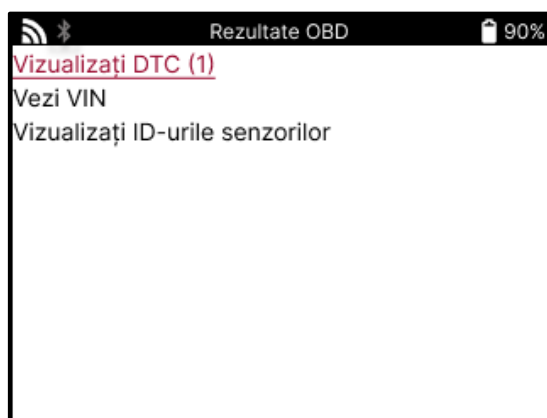 Rezultate OBD 90%
Vizualizați DTC (1)
Vezi VIN
Vizualizați ID-urile senzorilor